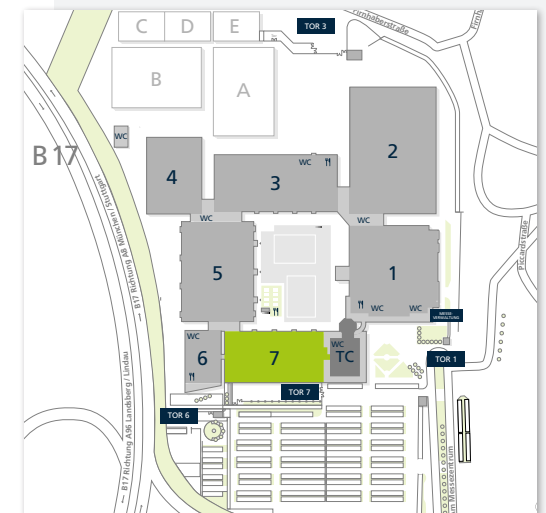 C
D
E
TOR 3
Firnhaberstraße
B
A
WC
B 17
4
3
WC
2
WC
WC
5
1
WC
WC
Piccardstraße
B17 Richtung A8 München/Stuttgart
MESSE
VERWALTUNG
WC
6
7
WC
TC
TOR 1
TOR 7
TOR 6
B17 Richtung A96 Landsberg / Lindau
m Messezentrum